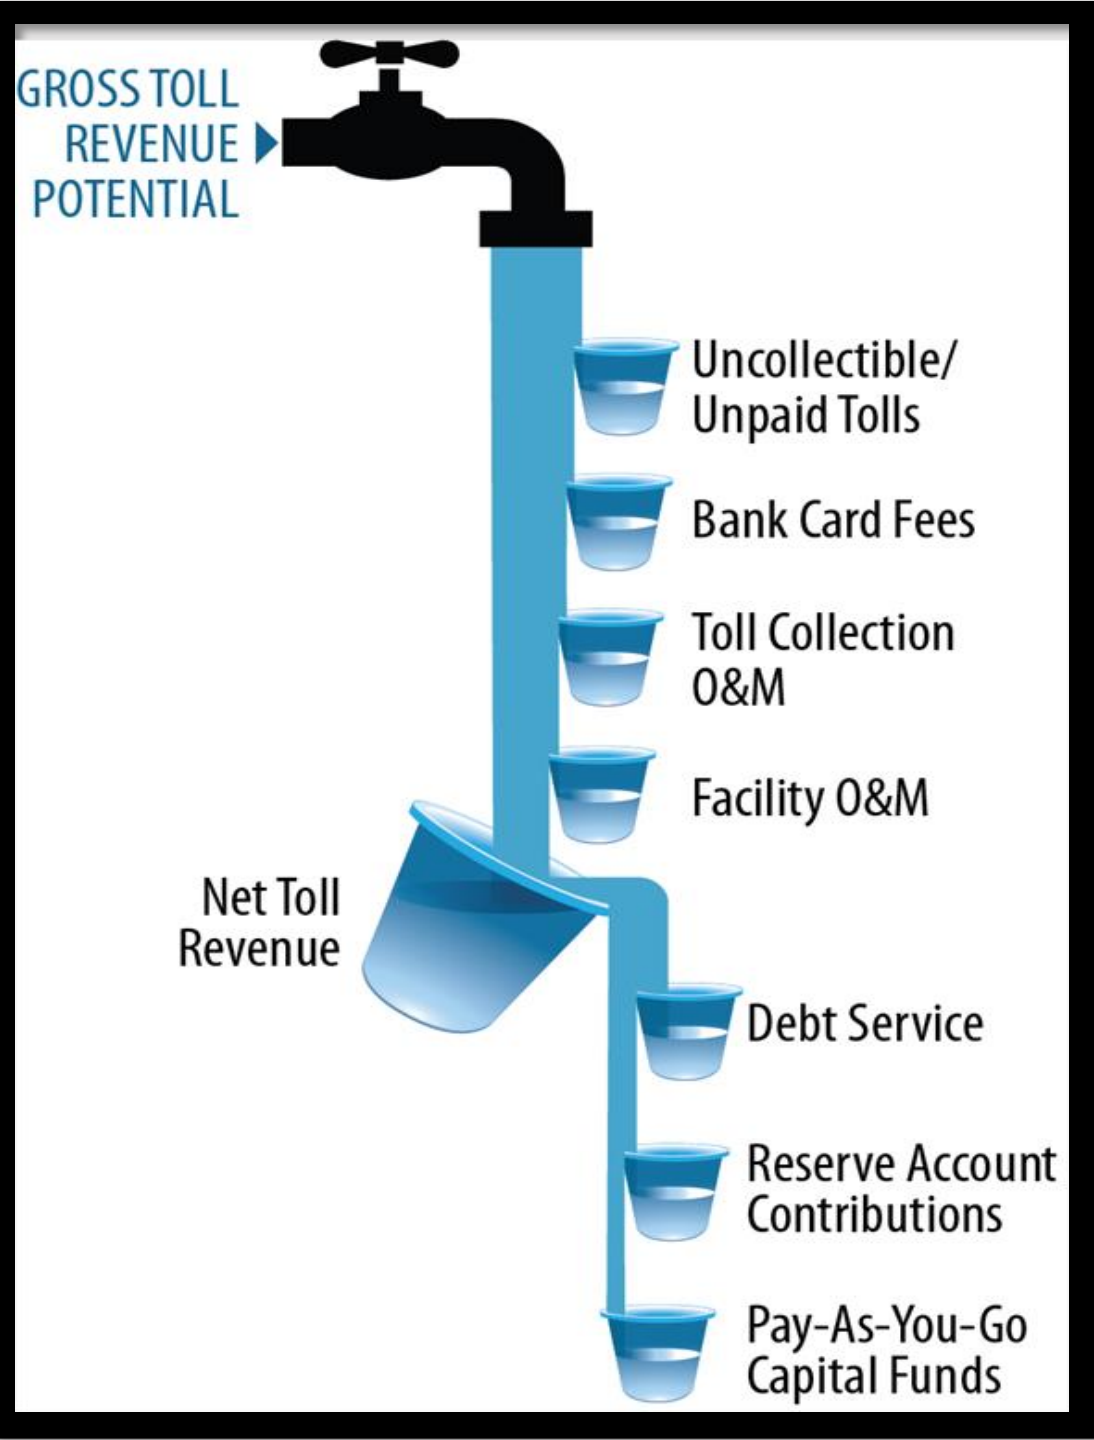 GROSS TOLL
REVENUE
POTENTIAL
Uncollectible/
Unpaid Tolls
Bank Card Fees
Toll Collection
O&M
Facility O&M
Net Toll
Revenue
Debt Service
Reserve Account
Contributions
Pay-As-You-Go
Capital Funds